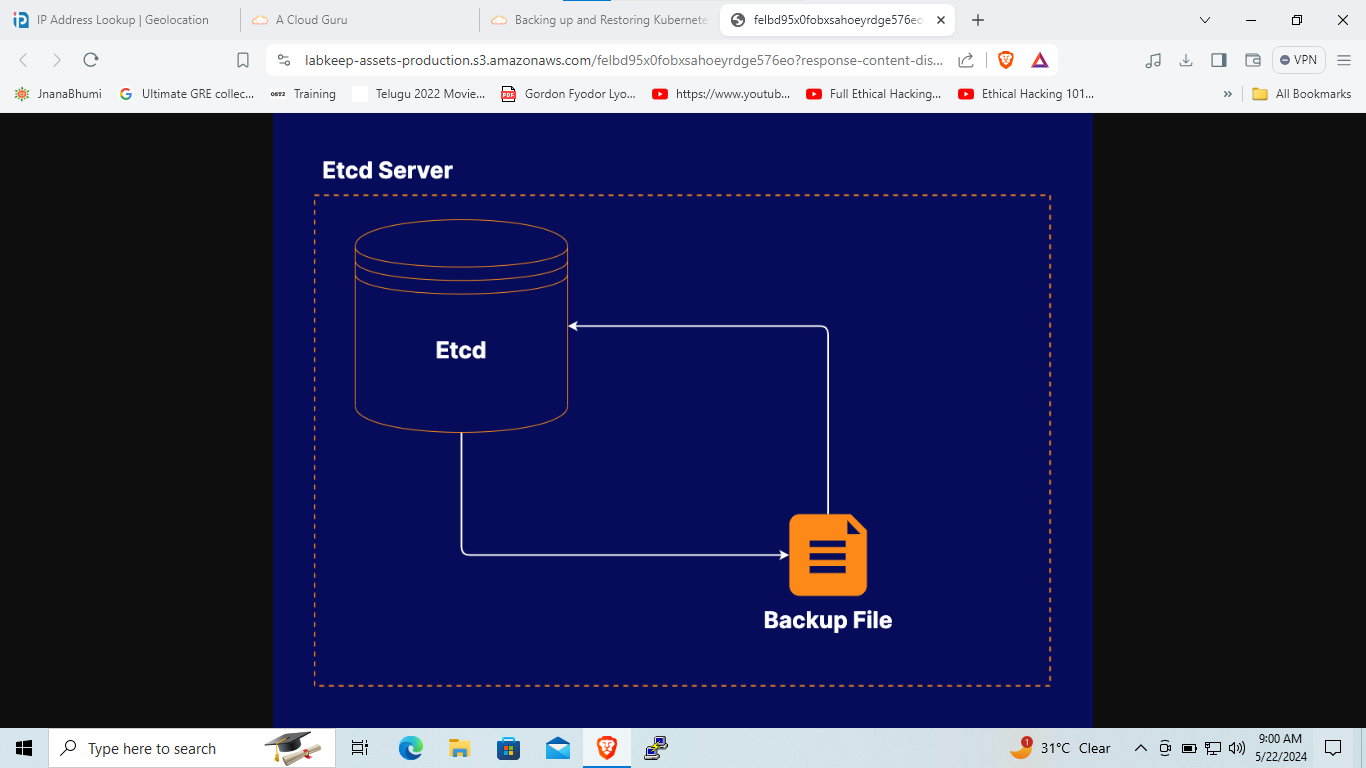 IP Address Lookup | Geolocation
A Cloud Guru
Backing up and Restoring Kubernete
felbd95x0fobxsahoeyrdge576eo
labkeep-assets-production.s3.amazonaws.com/felbd95x0fobxsahoeyrdge576eo?response-content-dis...
VPN
JnanaBhumi
Ultimate GRE collec...
Training
Telugu 2022 Movie...
PDF
Gordon Fyodor Lyo...
https://www.youtub...
Full Ethical Hacking...
Ethical Hacking 101...
»
All Bookmarks
Etcd Server
Etcd
Backup File
Type here to search
1
31°C Clear
9:00 AM
5/22/2024